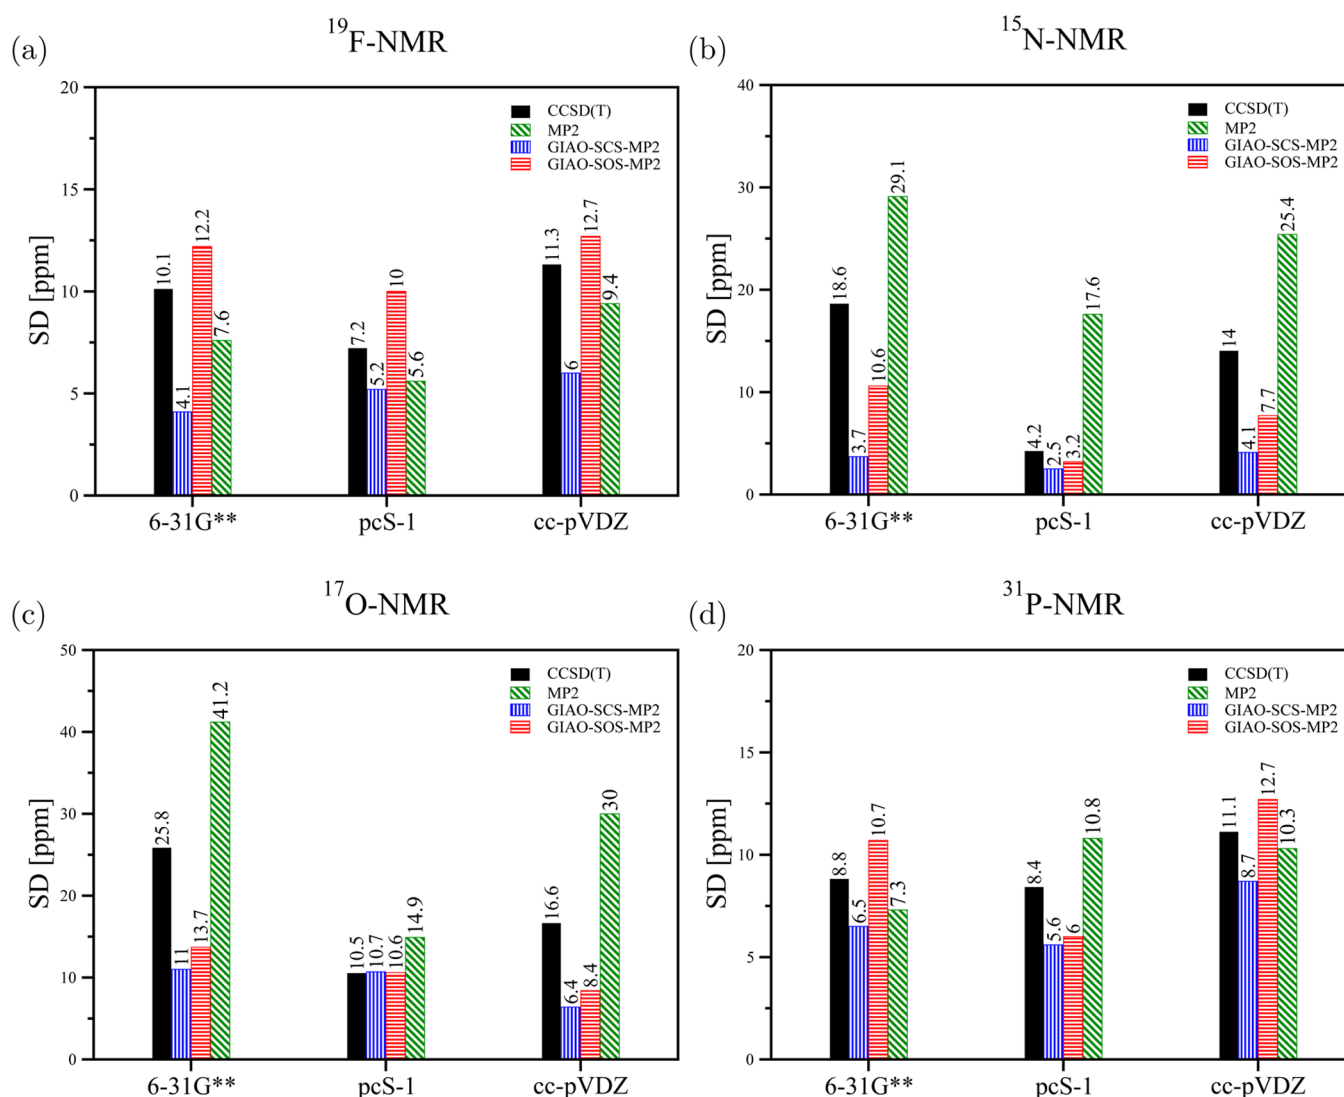 (a)
19F-NMR
SD [ppm]
20
15
10
5
0
CCSD(T)
MP2
GIAO-SCS-MP2
GIAO-SOS-MP2
10.1
4.1
12.2
7.6
7.2
5.2
10
5.6
11.3
6
12.7
9.4
6-31G**
pcS-1
cc-pVDZ
(b)
15N-NMR
SD [ppm]
40
30
20
10
0
CCSD(T)
MP2
GIAO-SCS-MP2
GIAO-SOS-MP2
18.6
3.7
10.6
29.1
4.2
2.5
3.2
17.6
14
4.1
7.7
25.4
6-31G**
pcS-1
cc-pVDZ
(c)
17O-NMR
SD [ppm]
50
40
30
20
10
0
CCSD(T)
MP2
GIAO-SCS-MP2
GIAO-SOS-MP2
25.8
11
13.7
41.2
10.5
10.7
10.6
14.9
16.6
6.4
8.4
30
6-31G**
pcS-1
cc-pVDZ
(d)
31P-NMR
SD [ppm]
20
15
10
5
0
CCSD(T)
MP2
GIAO-SCS-MP2
GIAO-SOS-MP2
8.8
6.5
10.7
7.3
8.4
5.6
6
10.8
11.1
8.7
12.7
10.3
6-31G**
pcS-1
cc-pVDZ